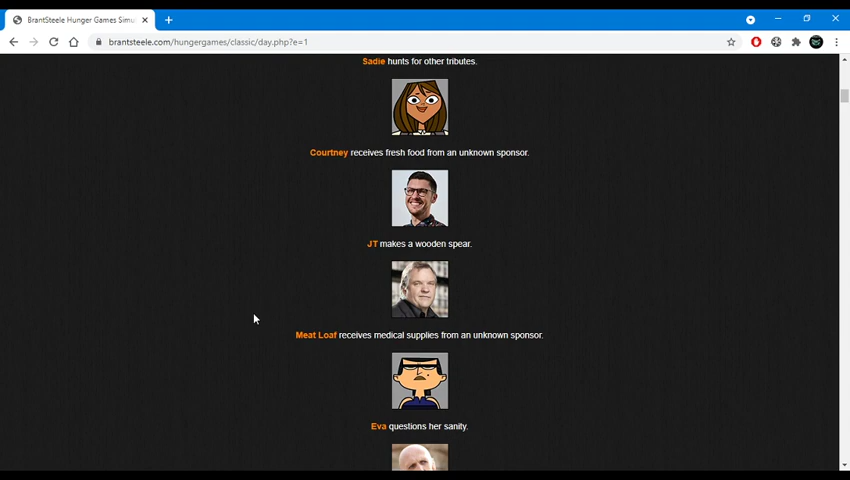 BrantSteele Hunger Games Simu
brantsteele.com/hungergames/classic/day.php?e=1
Sadie hunts for other tributes.
Courtney receives fresh food from an unknown sponsor.
JT makes a wooden spear.
Meat Loaf receives medical supplies from an unknown sponsor.
Eva questions her sanity.